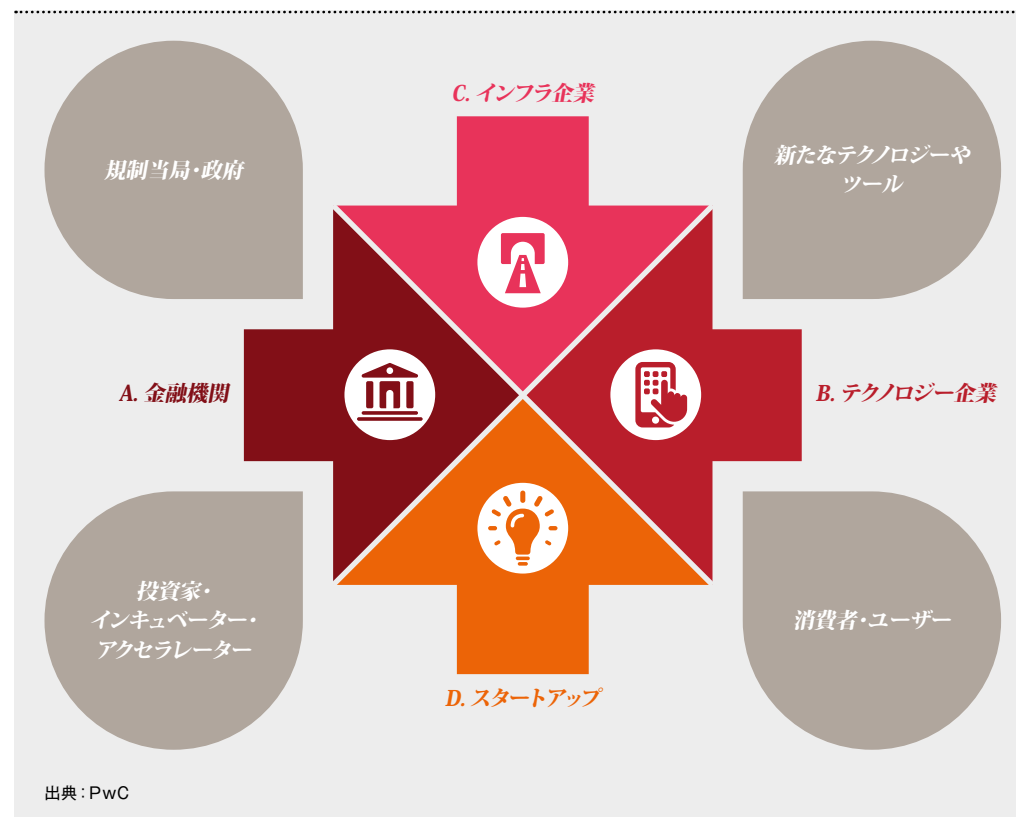 C. インフラ企業
規制当局・政府
新たなテクノロジーや
ツール
A. 金融機関
B. テクノロジー企業
投資家・
インキュベーター・
アクセラレーター
消費者・ユーザー
D. スタートアップ
出典：PwC